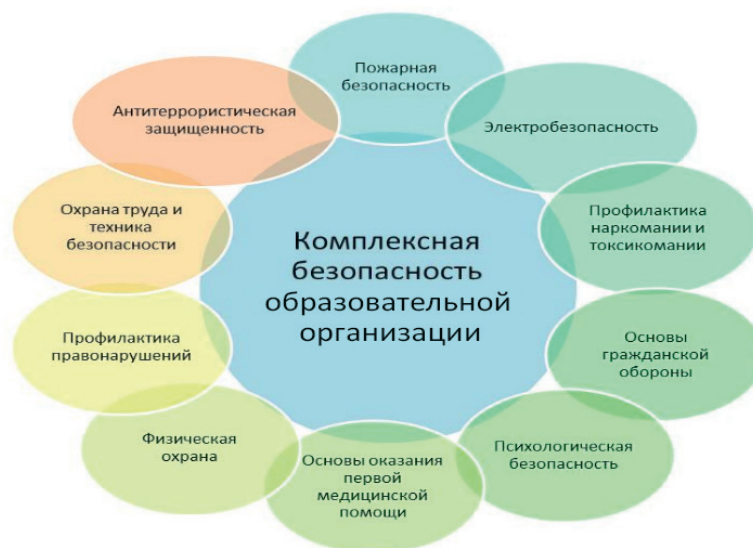 Пожарная
безопасность
Электробезопасность
Профилактика
наркомании и
токсикомании
Основы
гражданской
обороны
Психологическая
безопасность
Основы оказания
первой
медицинской
помощи
Физическая
охрана
Профилактика
правонарушений
Охрана труда и
техника
безопасности
Антитеррористическая
защищенность
Комплексная
безопасность
образовательной
организации